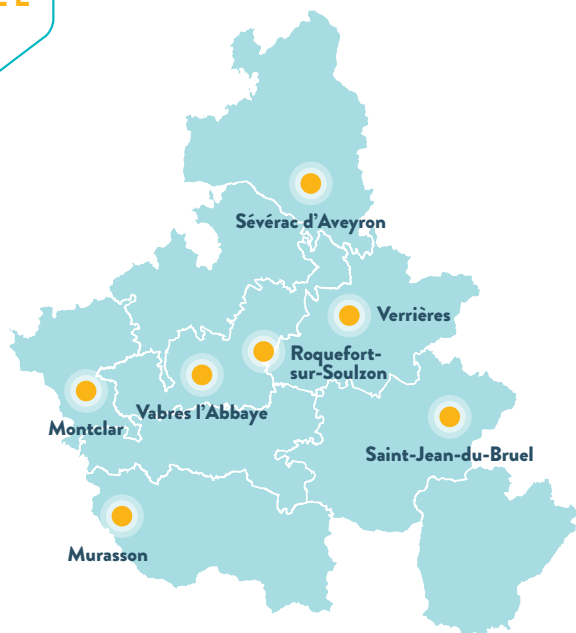 Sévérac d'Aveyron
Verrières
Roquefort-
sur-Soulzon
Vabres l'Abbaye
Montclar
Saint-Jean-du-Bruel
Murasson